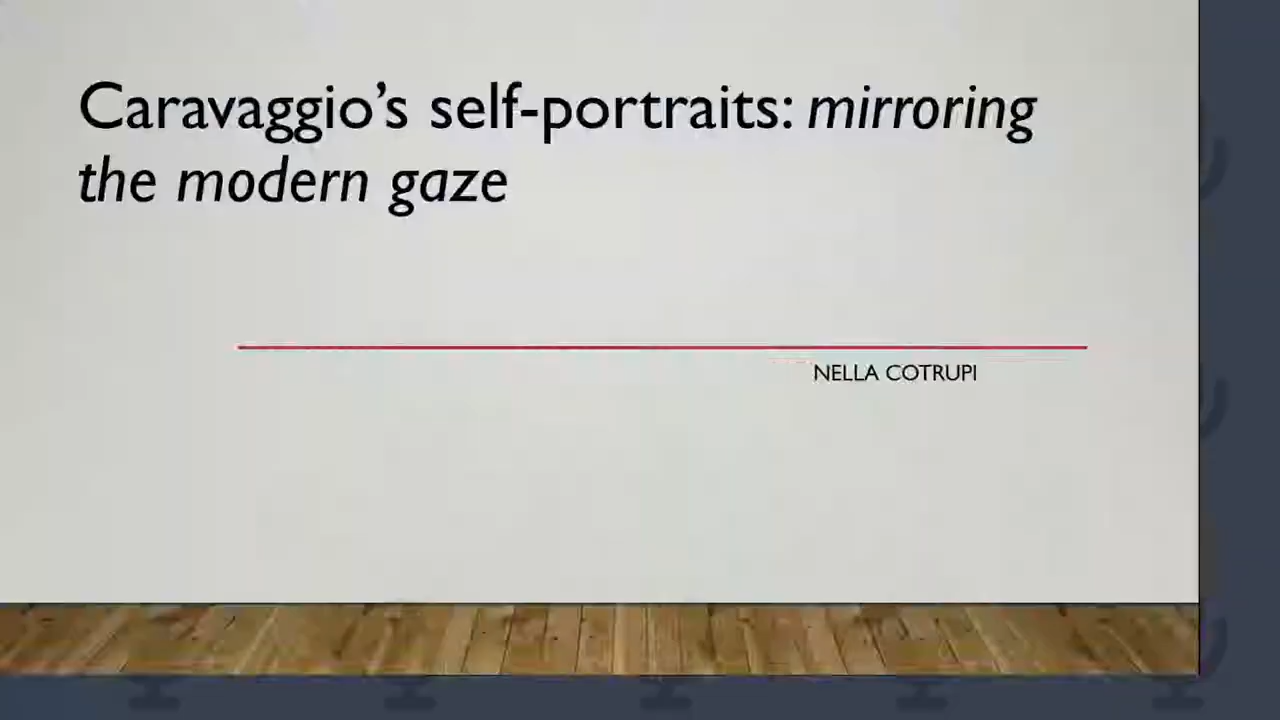 Caravaggio’s self-portraits: mirroring
the modern gaze
NELLA COTRUPI